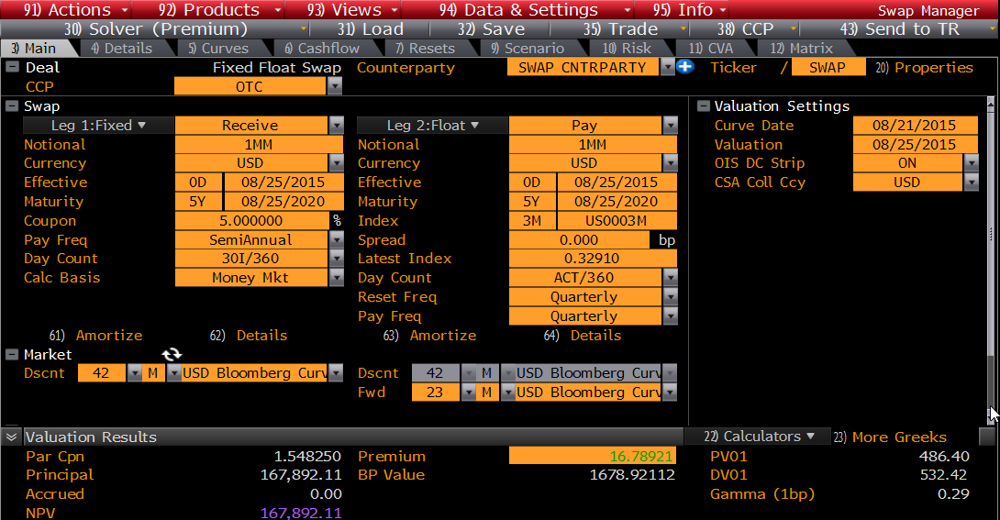 91) Actions 92) Products 93) Views 94) Data & Settings 95) Info Swap Manager
30) Solver (Premium) 31) Load 32) Save 35) Trade 38) CCP 43) Send to TR
3) Main 4) Details 5) Curves 6) Cashflow 7) Resets 9) Scenario 10) Risk 11) CVA 12) Matrix
Deal Fixed Float Swap Counterparty SWAP CNTRPARTY Ticker / SWAP 20) Properties
CCP OTC
Swap Valuation Settings
Leg 1:Fixed Receive Leg 2:Float Pay Curve Date 08/21/2015
Notional 1MM Notional 1MM Valuation 08/25/2015
Currency USD Currency USD OIS DC Strip ON
Effective 0D 08/25/2015 Effective 0D 08/25/2015 CSA Coll Ccy USD
Maturity 5Y 08/25/2020 Maturity 5Y 08/25/2020
Coupon 5.000000 % Index 3M US0003M
Pay Freq SemiAnnual Spread 0.000 bp
Day Count 30I/360 Latest Index 0.32910
Calc Basis Money Mkt Day Count ACT/360
Reset Freq Quarterly
Pay Freq Quarterly
61) Amortize 62) Details 63) Amortize 64) Details
Market
Dscnt 42 M USD Bloomberg Curv Dscnt 42 M USD Bloomberg Curv
Fwd 23 M USD Bloomberg Curv
Valuation Results 22) Calculators 23) More Greeks
Par Cpn 1.548250 Premium 16.78921 PV01 486.40
Principal 167,892.11 BP Value 1678.92112 DV01 532.42
Accrued 0.00 Gamma (1bp) 0.29
NPV 167,892.11